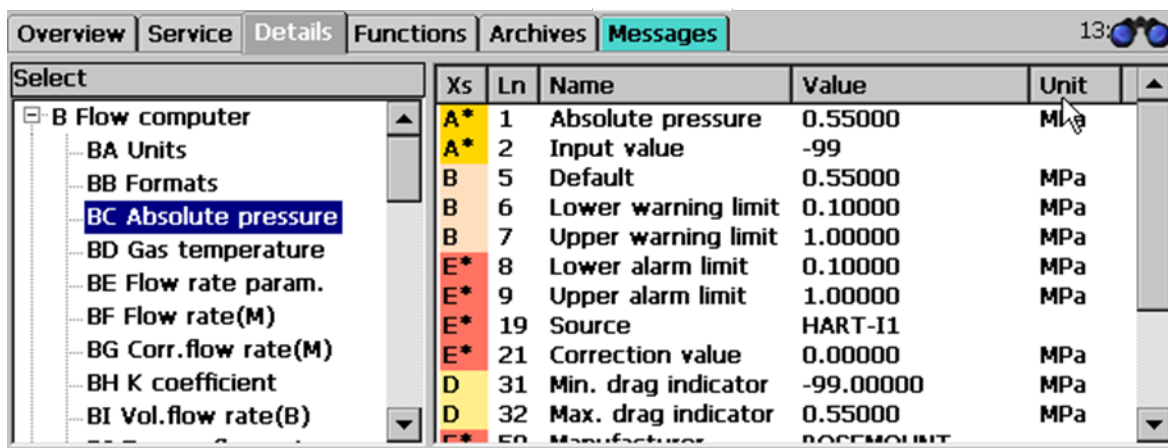 Overview Service Details Functions Archives Messages 13:
Select
B Flow computer
BA Units
BB Formats
BC Absolute pressure
BD Gas temperature
BE Flow rate param.
BF Flow rate(M)
BG Corr.flow rate(M)
BH K coefficient
BI Vol.flow rate(B)
Xs Ln Name Value Unit
A* 1 Absolute pressure 0.55000 MPa
A* 2 Input value -99
B 5 Default 0.55000 MPa
B 6 Lower warning limit 0.10000 MPa
B 7 Upper warning limit 1.00000 MPa
E* 8 Lower alarm limit 0.10000 MPa
E* 9 Upper alarm limit 1.00000 MPa
E* 19 Source HART-I1
E* 21 Correction value 0.00000 MPa
D 31 Min. drag indicator -99.00000 MPa
D 32 Max. drag indicator 0.55000 MPa
E* 50 Manufacturer ROSEMOUNT